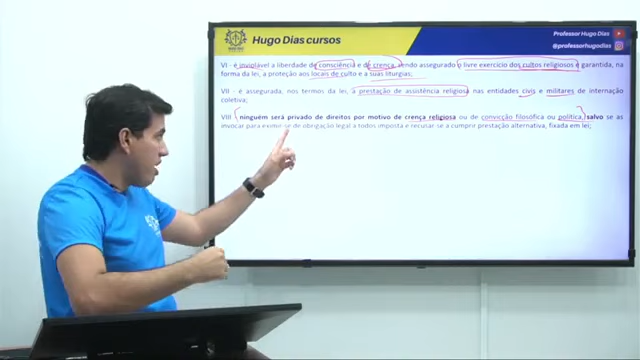 Hugo Dias cursos
Professor Hugo Dias
@professorhugodias
VI - é inviolável a liberdade de consciência e de crença, sendo assegurado o livre exercício dos cultos religiosos e garantida, na
forma da lei, a proteção aos locais de culto e a suas liturgias;
VII - é assegurada, nos termos da lei, a prestação de assistência religiosa nas entidades civis e militares de internação
coletiva;
VIII ninguém será privado de direitos por motivo de crença religiosa ou de convicção filosófica ou política, salvo se as
invocar para eximir-se de obrigação legal a todos imposta e recusar-se a cumprir prestação alternativa, fixada em lei;